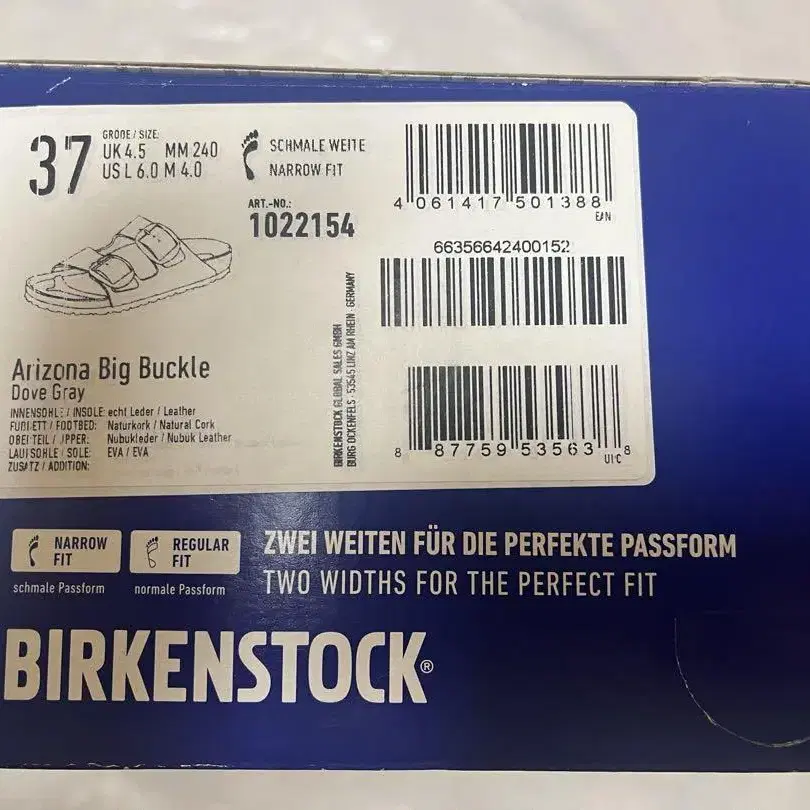 37
GRÖßE / SIZE:
UK 4.5 MM 240
US L 6.0 M 4.0
SCHMALE WEITE
NARROW FIT
ART.-NO.:
1022154
4 061417 501388
EAN
66356642400152
8 87759 53563 8
UPC
Arizona Big Buckle
Dove Gray
INNENSOHLE / INSOLE: echt Leder / Leather
FUßBETT / FOOTBED: Naturkork / Natural Cork
OBERTEIL / UPPER: Nubukleder / Nubuk Leather
LAUFSOHLE / SOLE: EVA / EVA
ZUSATZ / ADDITION:
BIRKENSTOCK GLOBAL SALES GMBH
BURG OCKENFELS · 53545 LINZ AM RHEIN · GERMANY
NARROW FIT
schmale Passform
REGULAR FIT
normale Passform
ZWEI WEITEN FÜR DIE PERFEKTE PASSFORM
TWO WIDTHS FOR THE PERFECT FIT
BIRKENSTOCK®